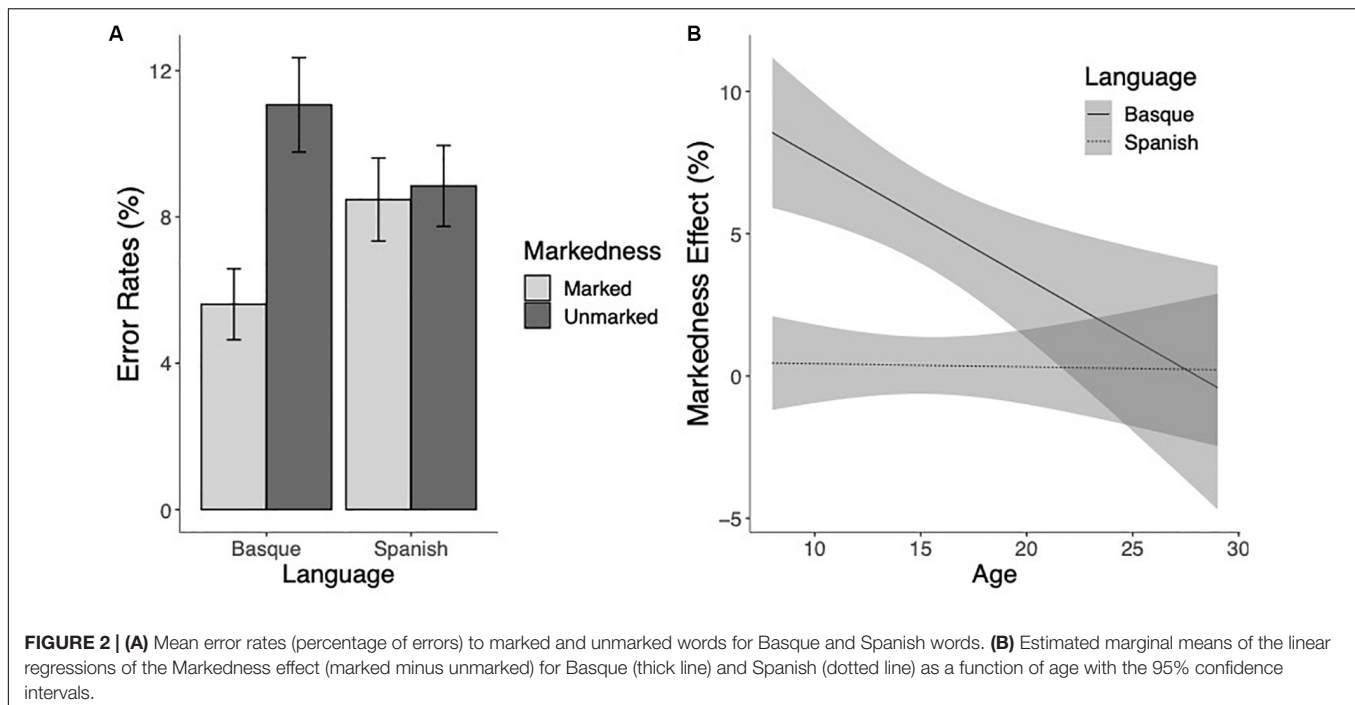 A
12
8
4
0
Error Rates (%)
Basque
Spanish
Language
Markedness
Marked
Unmarked
B
10
5
0
−5
Markedness Effect (%)
10
15
20
25
30
Age
Language
Basque
Spanish
FIGURE 2 | (A) Mean error rates (percentage of errors) to marked and unmarked words for Basque and Spanish words. (B) Estimated marginal means of the linear
regressions of the Markedness effect (marked minus unmarked) for Basque (thick line) and Spanish (dotted line) as a function of age with the 95% confidence
intervals.